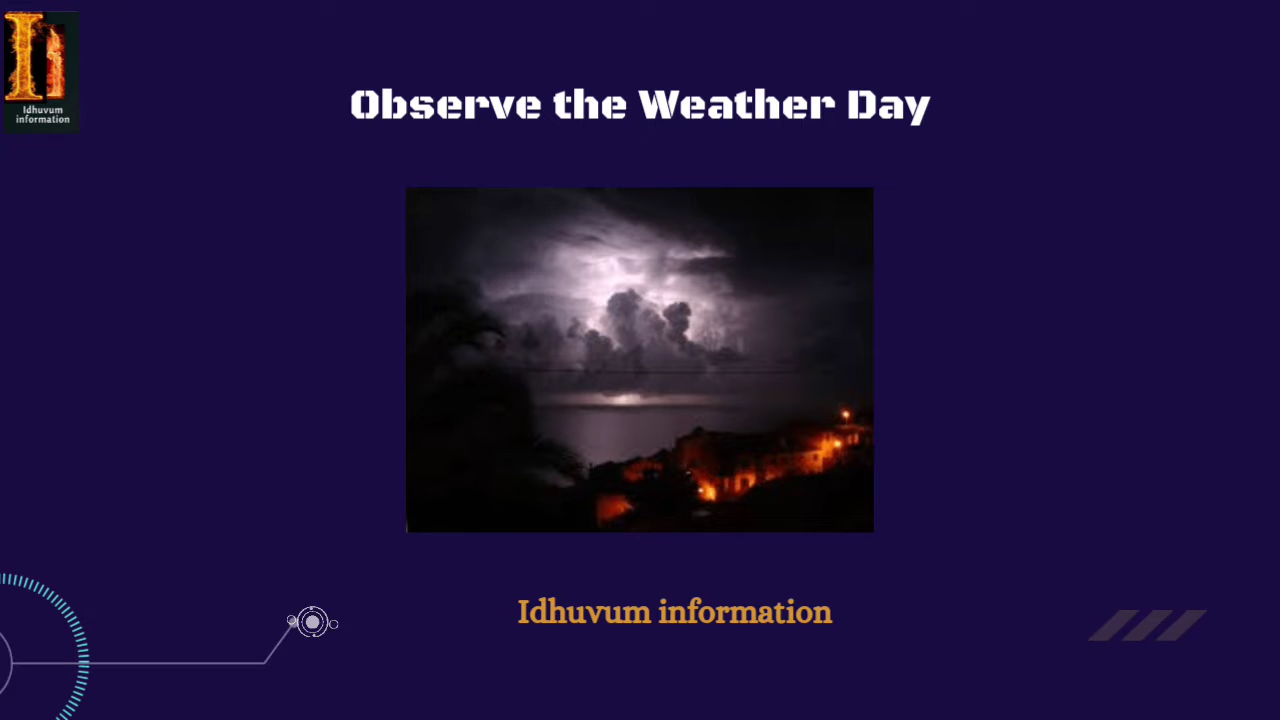 Idhuvum
information
Observe the Weather Day
Idhuvum information